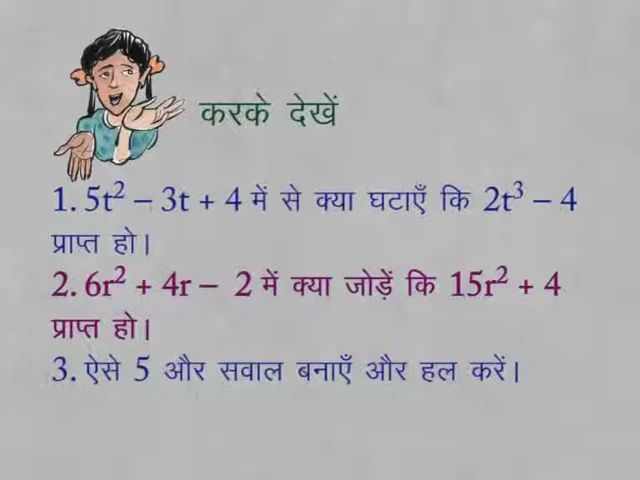 करके देखें
1. 5t² – 3t + 4 में से क्या घटाएँ कि 2t³ – 4
प्राप्त हो।
2. 6r² + 4r – 2 में क्या जोड़ें कि 15r² + 4
प्राप्त हो।
3. ऐसे 5 और सवाल बनाएँ और हल करें।